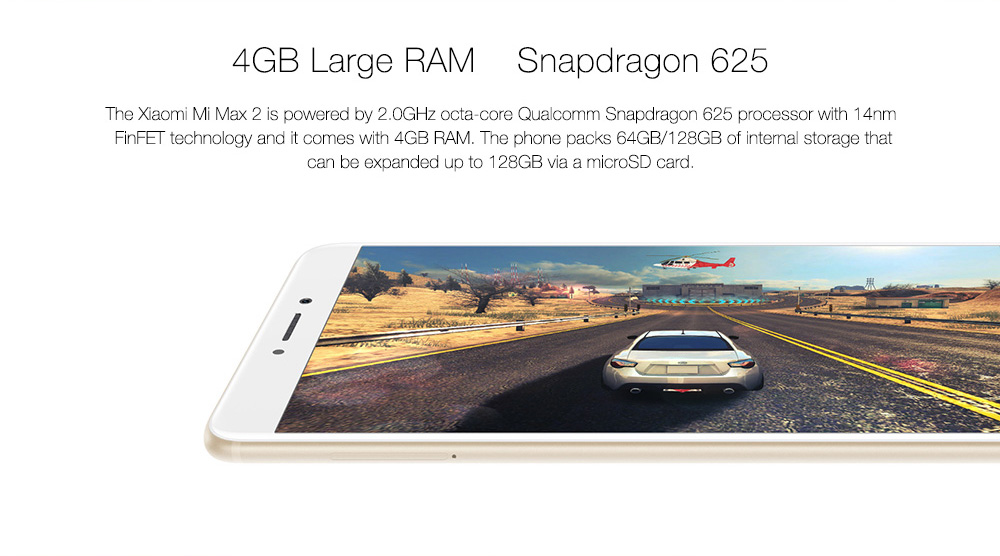 4GB Large RAM Snapdragon 625
The Xiaomi Mi Max 2 is powered by 2.0GHz octa-core Qualcomm Snapdragon 625 processor with 14nm
FinFET technology and it comes with 4GB RAM. The phone packs 64GB/128GB of internal storage that
can be expanded up to 128GB via a microSD card.